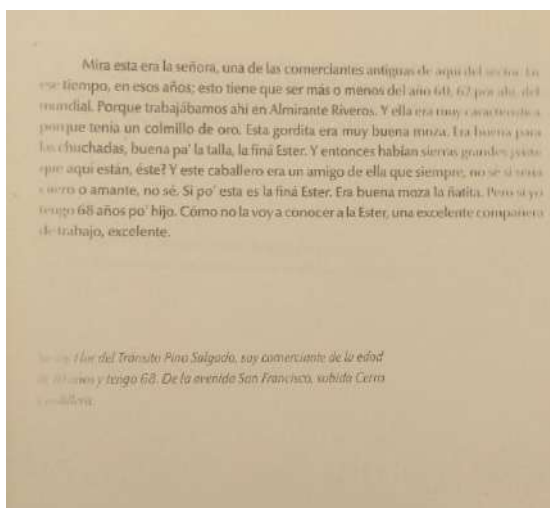 Mira esta era la señora, una de las comerciantes antiguas de aquí del sector. En
ese tiempo, en esos años; esto tiene que ser más o menos del año 60, 62 por ahí, del
mundial. Porque trabajábamos ahí en Almirante Riveros. Y ella era muy característica
porque tenía un colmillo de oro. Esta gordita era muy buena moza. Era buena para
las chuchadas, buena pa' la talla, la finá Ester. Y entonces habían sierras grandes
que aquí están, éste? Y este caballero era un amigo de ella que siempre, no sé si sería
o amante, no sé. Si po' esta es la finá Ester. Era buena moza la ñatita. Pero si yo
tengo 68 años po' hijo. Cómo no la voy a conocer a la Ester, una excelente compañera
de trabajo, excelente.
Flor del Tránsito Pino Salgado, soy comerciante de la edad
años y tengo 68. De la avenida San Francisco, subida Cerro